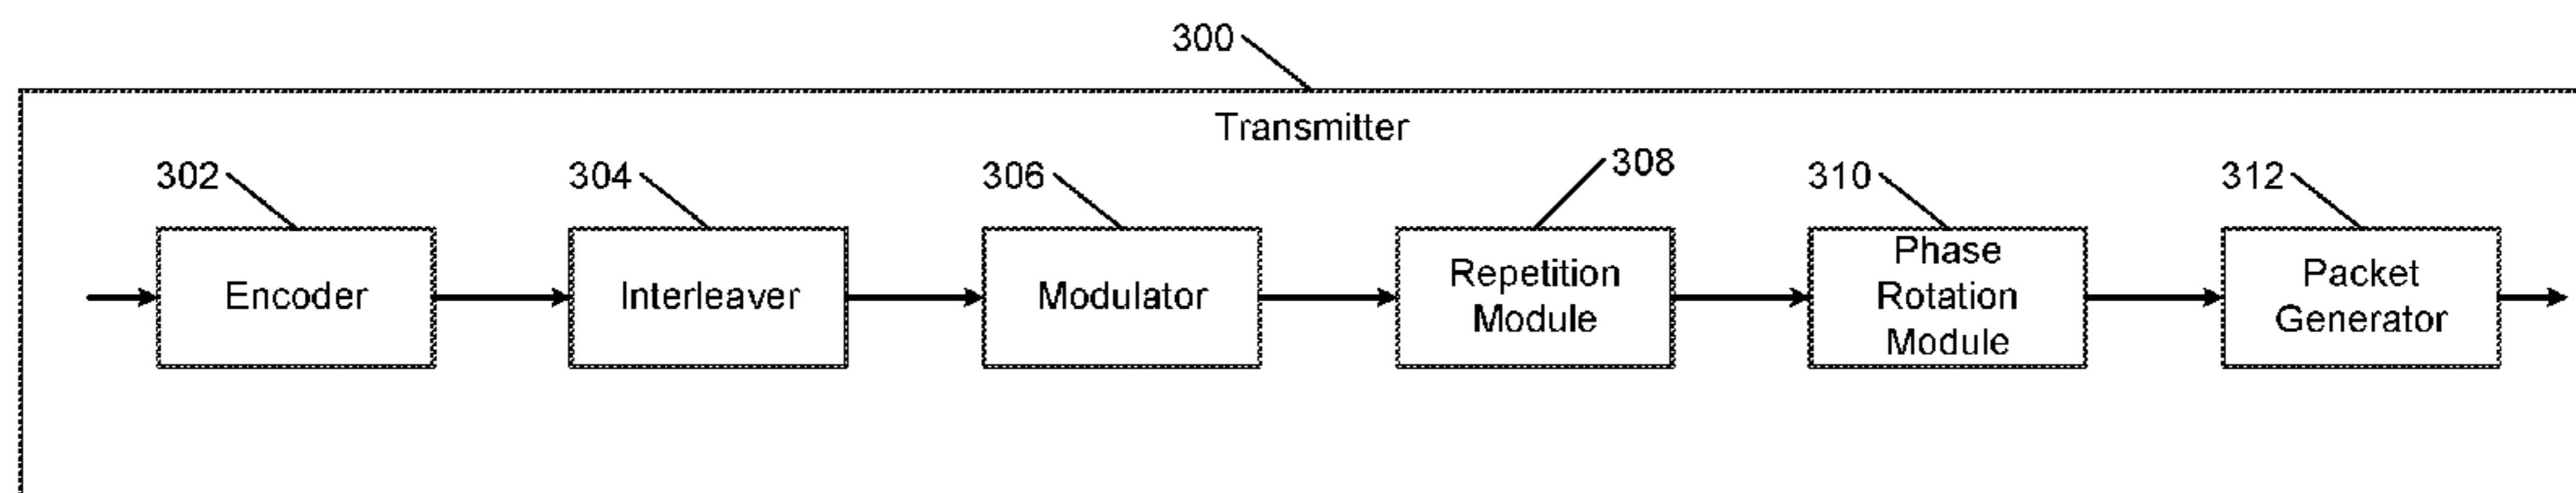 300
Transmitter
302
304
306
308
310
312
Encoder
Interleaver
Modulator
Repetition
Module
Phase
Rotation
Module
Packet
Generator